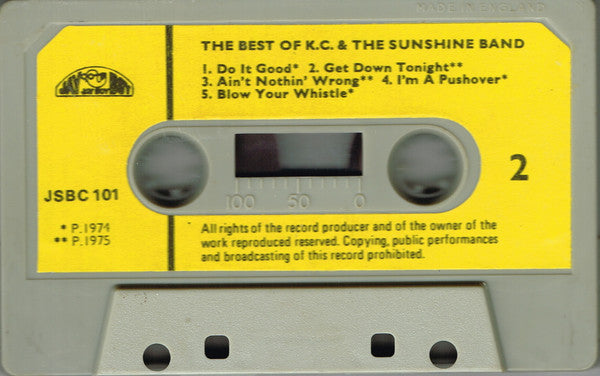 MADE IN ENGLAND
THE BEST OF K.C. & THE SUNSHINE BAND
1. Do It Good* 2. Get Down Tonight**
3. Ain't Nothin' Wrong** 4. I'm A Pushover*
5. Blow Your Whistle*
JAY BOY
2
JSBC 101
100 50 0
* P.1974
** P.1975
All rights of the record producer and of the owner of the
work reproduced reserved. Copying, public performances
and broadcasting of this record prohibited.